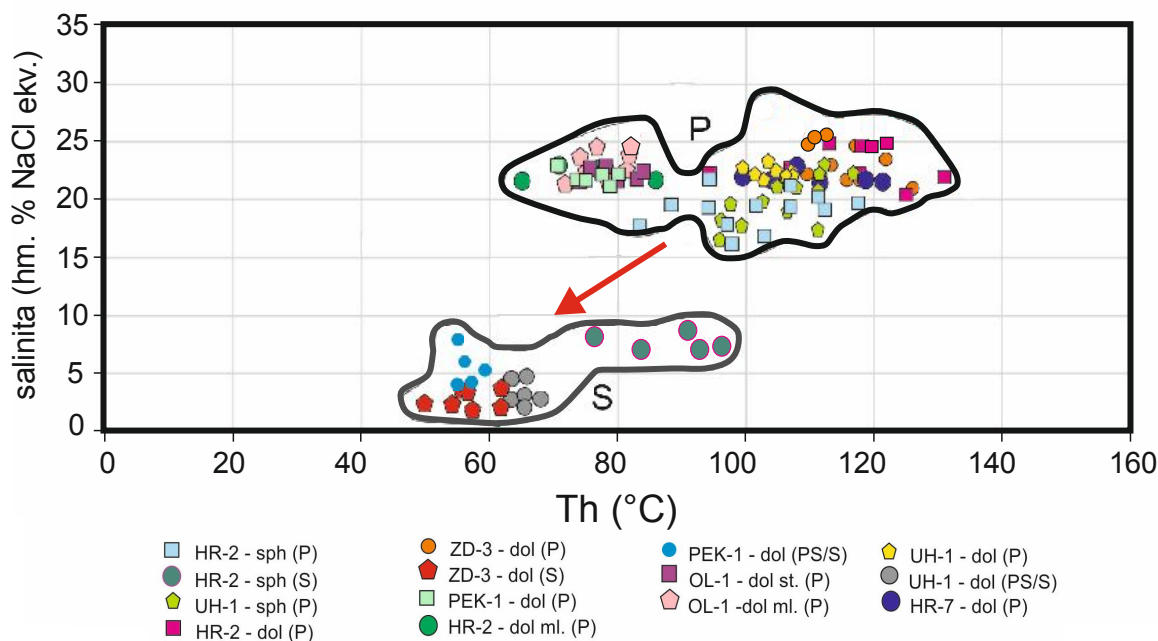 35
30
25
20
15
10
5
0
salinita (hm. % NaCl ekv.)
P
S
0 20 40 60 80 100 120 140 160
Th (°C)
HR-2 - sph (P)
HR-2 - sph (S)
UH-1 - sph (P)
HR-2 - dol (P)
ZD-3 - dol (P)
ZD-3 - dol (S)
PEK-1 - dol (P)
HR-2 - dol ml. (P)
PEK-1 - dol (PS/S)
OL-1 - dol st. (P)
OL-1 -dol ml. (P)
UH-1 - dol (P)
UH-1 - dol (PS/S)
HR-7 - dol (P)